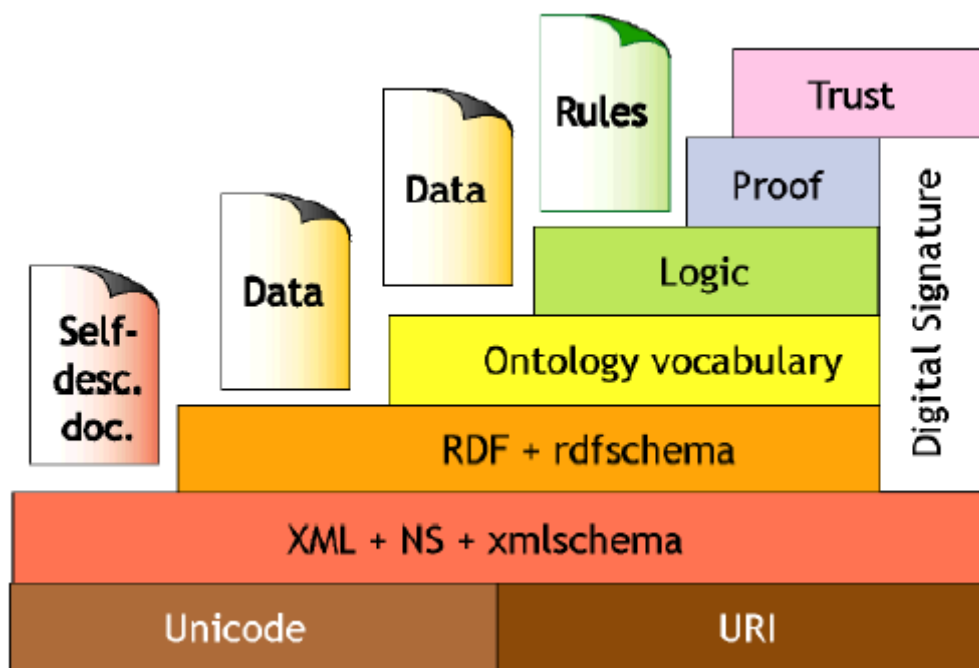 Rules
Trust
Data
Proof
Data
Logic
Self-
desc.
doc.
Ontology vocabulary
Digital Signature
RDF + rdfschema
XML + NS + xmlschema
Unicode
URI